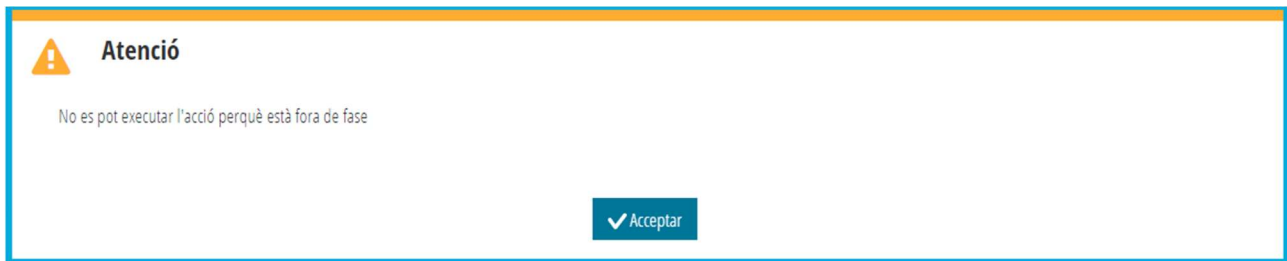 Atenció
No es pot executar l'acció perquè està fora de fase
Acceptar